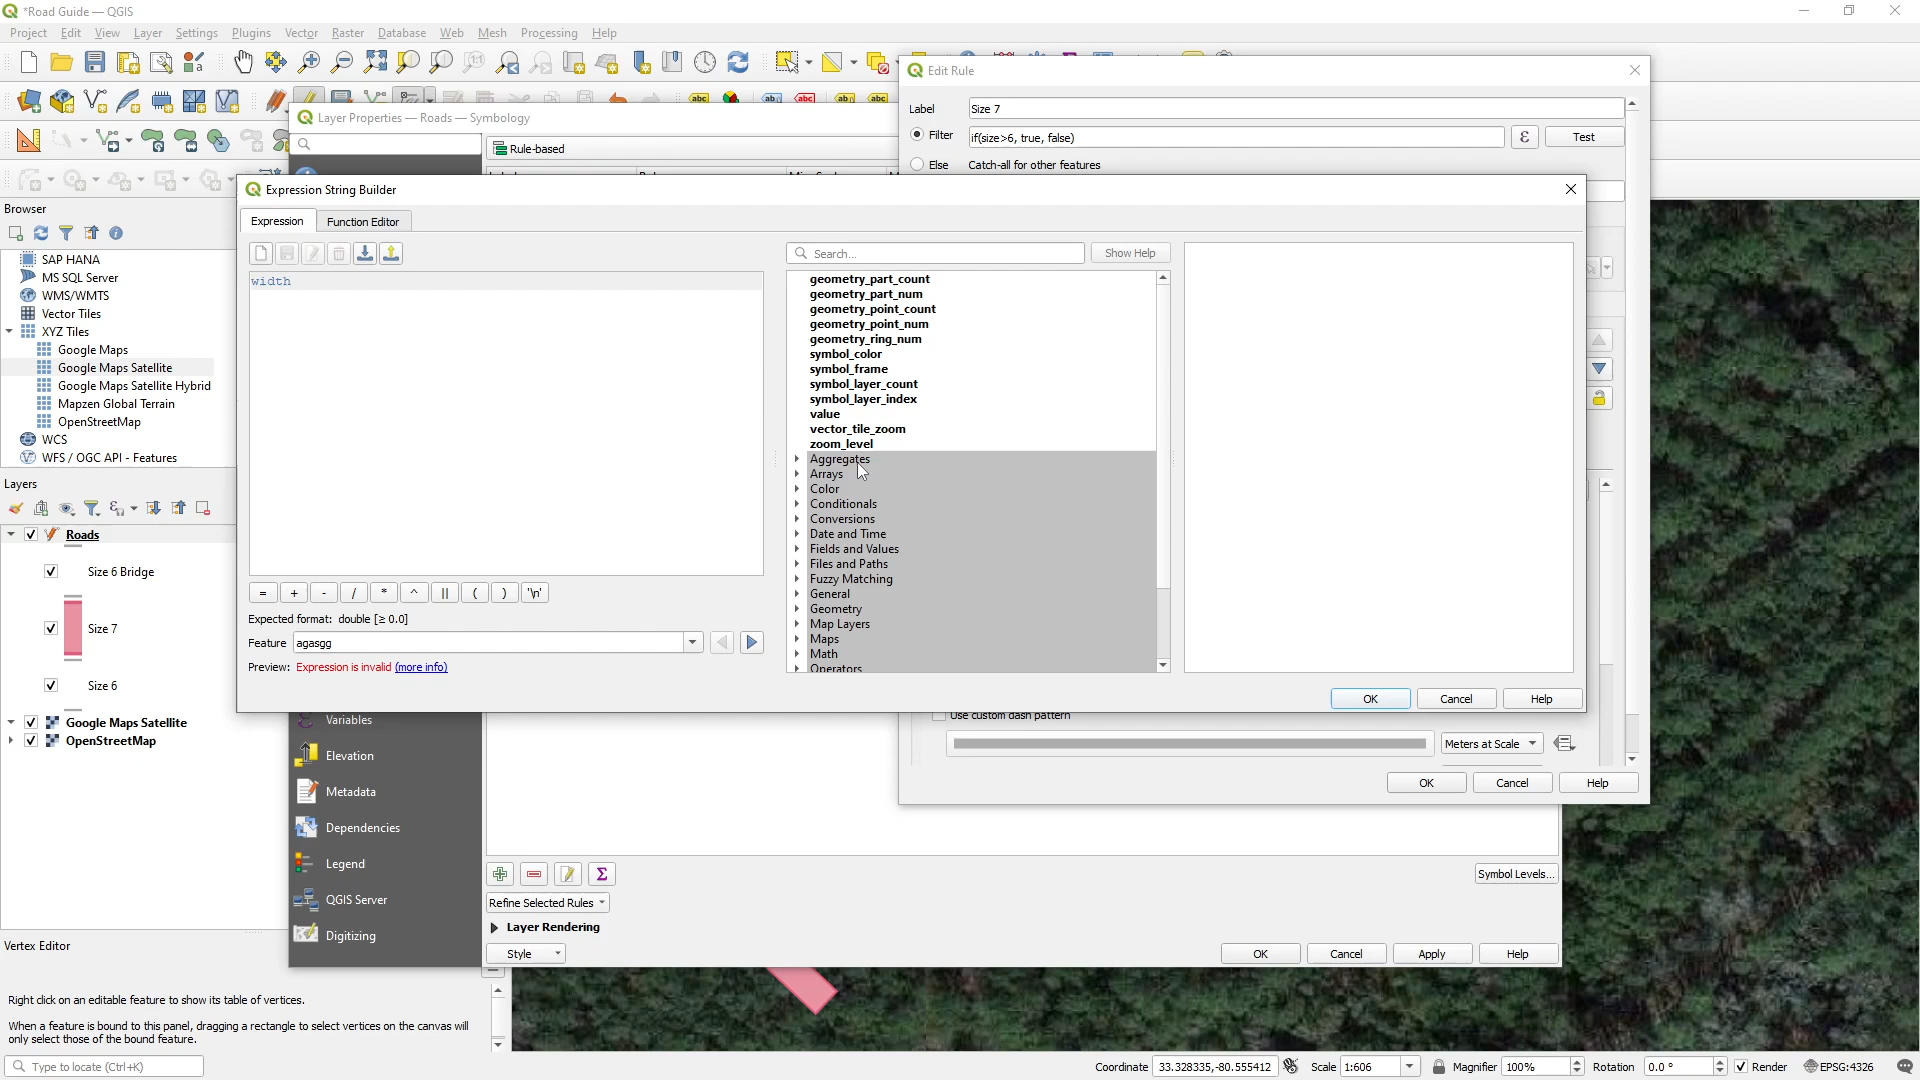 *Road Guide — QGIS
Project Edit View Layer Settings Plugins Vector Raster Database Web Mesh Processing Help
Edit Rule
Label Size 7
Filter if(size>6, true, false) ε Test
Else Catch-all for other features
Layer Properties — Roads — Symbology
Rule-based
Expression String Builder
Expression Function Editor
Search... Show Help
width
geometry_part_count
geometry_part_num
geometry_point_count
geometry_point_num
geometry_ring_num
symbol_color
symbol_frame
symbol_layer_count
symbol_layer_index
value
vector_tile_zoom
zoom_level
Aggregates
Arrays
Color
Conditionals
Conversions
Date and Time
Fields and Values
Files and Paths
Fuzzy Matching
General
Geometry
Map Layers
Maps
Math
Operators
= + - / * ^ || ( ) '\n'
Expected format: double [≥ 0.0]
Feature agasgg
Preview: Expression is invalid (more info)
OK Cancel Help
Browser
SAP HANA
MS SQL Server
WMS/WMTS
Vector Tiles
XYZ Tiles
Google Maps
Google Maps Satellite
Google Maps Satellite Hybrid
Mapzen Global Terrain
OpenStreetMap
WCS
WFS / OGC API - Features
Layers
Roads
Size 6 Bridge
Size 7
Size 6
Google Maps Satellite
OpenStreetMap
Variables
Elevation
Metadata
Dependencies
Legend
QGIS Server
Digitizing
Use custom dash pattern
Meters at Scale
OK Cancel Help
Symbol Levels...
Refine Selected Rules
Layer Rendering
Style OK Cancel Apply Help
Vertex Editor
Right click on an editable feature to show its table of vertices.
When a feature is bound to this panel, dragging a rectangle to select vertices on the canvas will
only select those of the bound feature.
Type to locate (Ctrl+K) Coordinate 33.328335,-80.555412 Scale 1:606 Magnifier 100% Rotation 0.0 ° Render EPSG:4326